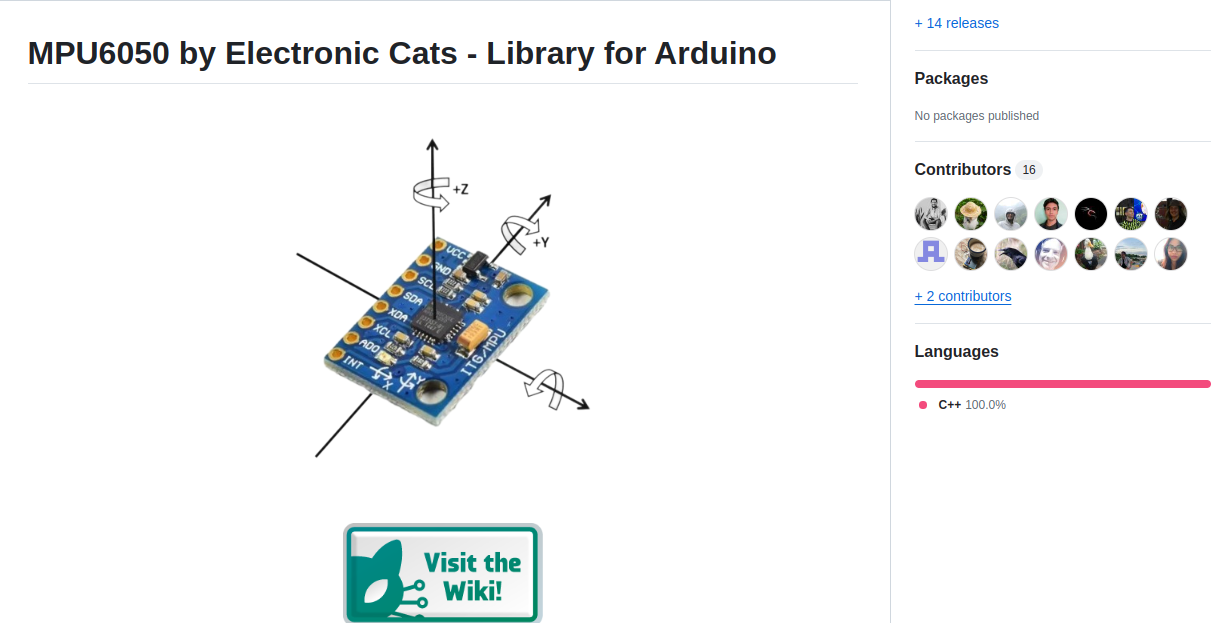 MPU6050 by Electronic Cats - Library for Arduino
+Z
+Y
VCC
GND
SCL
SDA
XDA
XCL
ADO
INT
X
Y
ITG/MPU
Visit the
Wiki!
+ 14 releases
Packages
No packages published
Contributors 16
+ 2 contributors
Languages
C++ 100.0%